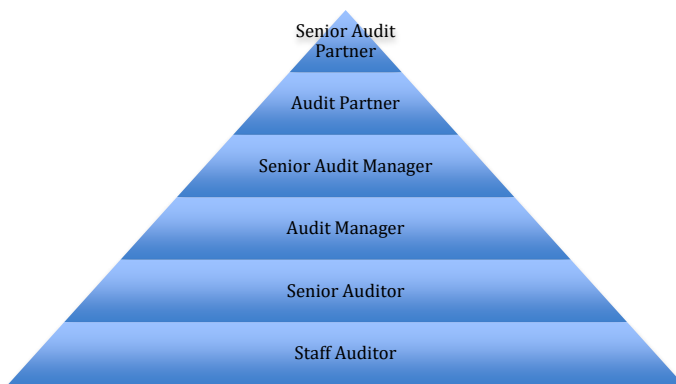 Senior Audit
Partner
Audit Partner
Senior Audit Manager
Audit Manager
Senior Auditor
Staff Auditor